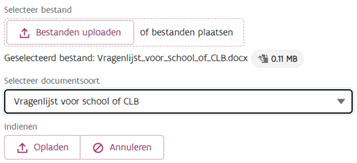 Selecteer bestand
Bestanden uploaden of bestanden plaatsen
Geselecteerd bestand: Vragenlijst_voor_school_of_CLB.docx 0.11 MB
Selecteer documentsoort
Vragenlijst voor school of CLB
Indienen
Opladen Annuleren